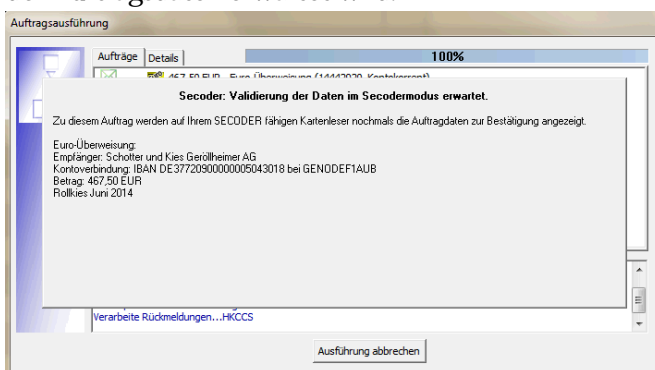 Auftragsausführung
Aufträge
Details
100%
467,50 EUR - Euro-Überweisung (14442020, Kontokorrent)
Secoder: Validierung der Daten im Secodermodus erwartet.
Zu diesem Auftrag werden auf Ihrem SECODER fähigen Kartenleser nochmals die Auftragdaten zur Bestätigung angezeigt.
Euro-Überweisung:
Empfänger: Schotter und Kies Geröllheimer AG
Kontoverbindung: IBAN DE37720900000005043018 bei GENODEF1AUB
Betrag: 467,50 EUR
Rollkies Juni 2014
Verarbeite Rückmeldungen...HKCCS
Ausführung abbrechen